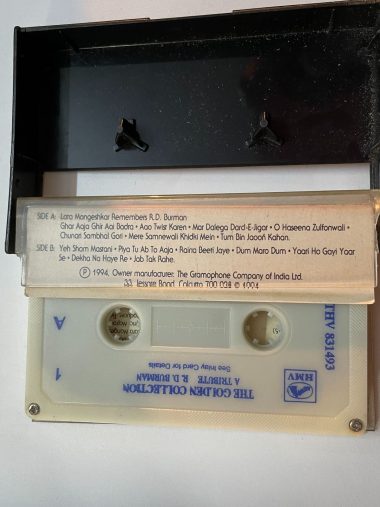 SIDE A: Lata Mangeshkar Remembers R.D. Burman
Ghar Aaja Ghir Aai Badra • Aao Twist Karen • Mar Dalega Dard-E-Jigar • O Haseena Zulfonwali •
Chunari Sambhal Gori • Mere Samnewali Khidki Mein • Tum Bin Jaoon Kahan.
SIDE B: Yeh Sham Mastani • Piya Tu Ab To Aaja • Raina Beeti Jaye • Dum Maro Dum • Yaari Ho Gayi Yaar
Se • Dekha Na Haye Re • Jab Tak Rahe.
Ⓟ 1994. Owner manufacturer: The Gramophone Company of India Ltd.
33, Jessore Road, Calcutta 700 028 © 1994
A
1
THV 831493
HMV
THE GOLDEN COLLECTION
A TRIBUTE R. D. BURMAN
See Inlay Card for Details